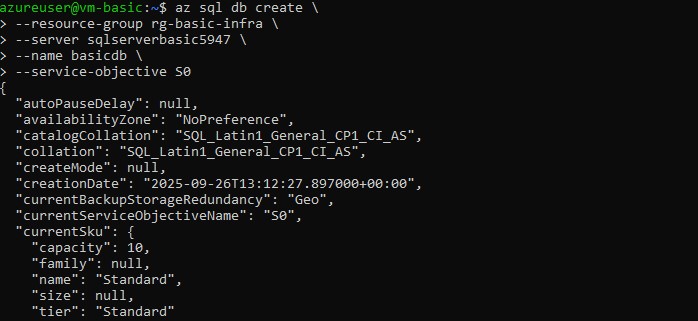 azureuser@vm-basic:~$ az sql db create \
> --resource-group rg-basic-infra \
> --server sqlserverbasic5947 \
> --name basicdb \
> --service-objective S0
{
  "autoPauseDelay": null,
  "availabilityZone": "NoPreference",
  "catalogCollation": "SQL_Latin1_General_CP1_CI_AS",
  "collation": "SQL_Latin1_General_CP1_CI_AS",
  "createMode": null,
  "creationDate": "2025-09-26T13:12:27.897000+00:00",
  "currentBackupStorageRedundancy": "Geo",
  "currentServiceObjectiveName": "S0",
  "currentSku": {
    "capacity": 10,
    "family": null,
    "name": "Standard",
    "size": null,
    "tier": "Standard"